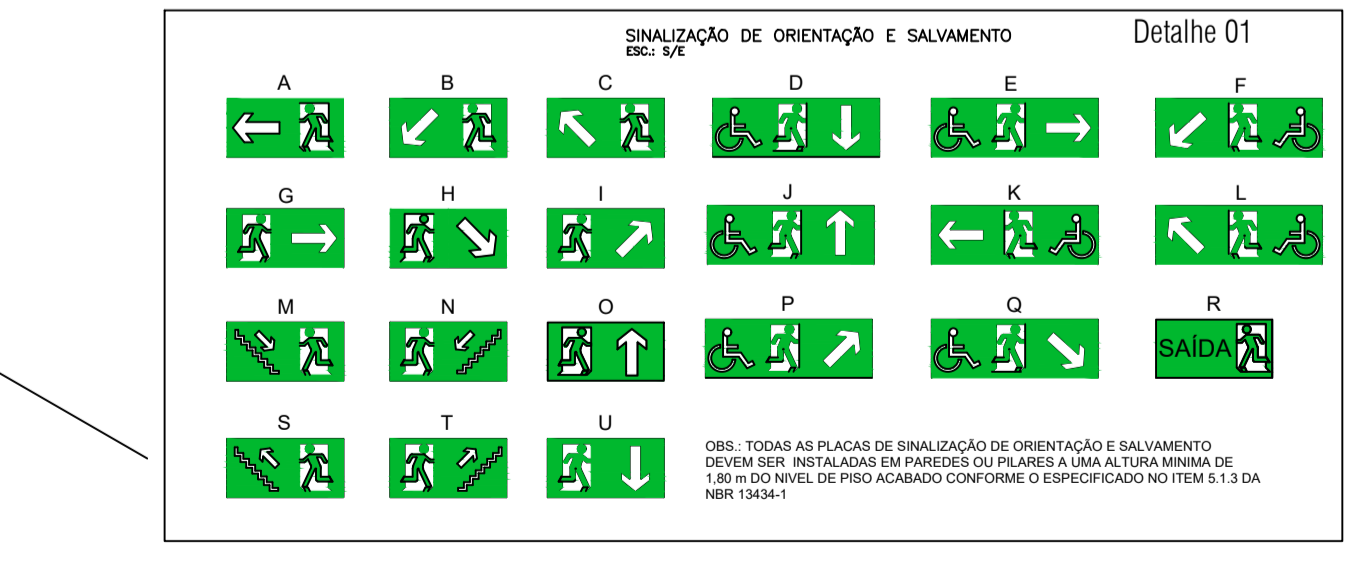 SINALIZAÇÃO DE ORIENTAÇÃO E SALVAMENTO
ESC.: S/E
Detalhe 01
A
B
C
D
E
F
G
H
I
J
K
L
M
N
O
P
Q
R
SAÍDA
S
T
U
OBS.: TODAS AS PLACAS DE SINALIZAÇÃO DE ORIENTAÇÃO E SALVAMENTO
DEVEM SER INSTALADAS EM PAREDES OU PILARES A UMA ALTURA MINIMA DE
1,80 m DO NIVEL DE PISO ACABADO CONFORME O ESPECIFICADO NO ITEM 5.1.3 DA
NBR 13434-1